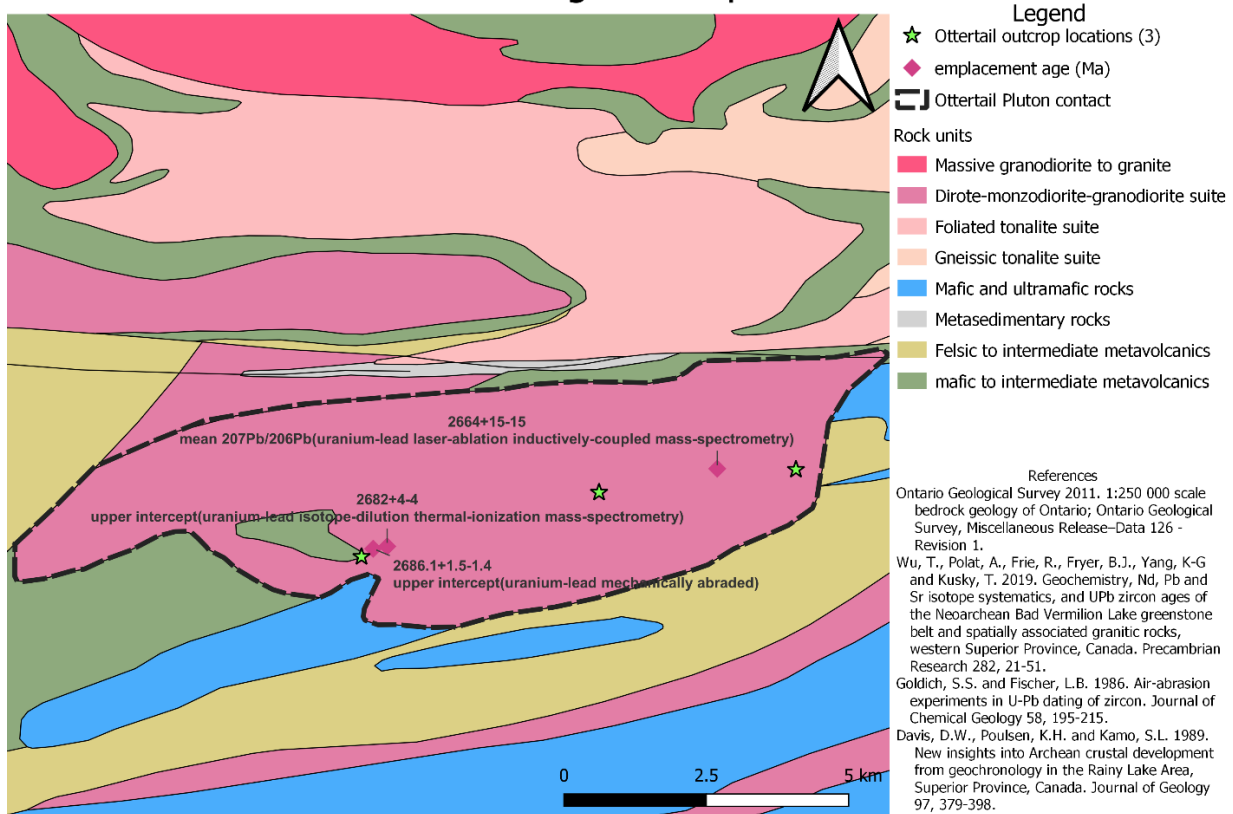 Legend
Ottertail outcrop locations (3)
emplacement age (Ma)
Ottertail Pluton contact
Rock units
Massive granodiorite to granite
Dirote-monzodiorite-granodiorite suite
Foliated tonalite suite
Gneissic tonalite suite
Mafic and ultramafic rocks
Metasedimentary rocks
Felsic to intermediate metavolcanics
mafic to intermediate metavolcanics
2664+15-15
mean 207Pb/206Pb(uranium-lead laser-ablation inductively-coupled mass-spectrometry)
2682+4-4
upper intercept(uranium-lead isotope-dilution thermal-ionization mass-spectrometry)
2686.1+1.5-1.4
upper intercept(uranium-lead mechanically abraded)
0 2.5 5 km
References
Ontario Geological Survey 2011. 1:250 000 scale
bedrock geology of Ontario; Ontario Geological
Survey, Miscellaneous Release–Data 126 -
Revision 1.
Wu, T., Polat, A., Frie, R., Fryer, B.J., Yang, K-G
and Kusky, T. 2019. Geochemistry, Nd, Pb and
Sr isotope systematics, and UPb zircon ages of
the Neoarchean Bad Vermilion Lake greenstone
belt and spatially associated granitic rocks,
western Superior Province, Canada. Precambrian
Research 282, 21-51.
Goldich, S.S. and Fischer, L.B. 1986. Air-abrasion
experiments in U-Pb dating of zircon. Journal of
Chemical Geology 58, 195-215.
Davis, D.W., Poulsen, K.H. and Kamo, S.L. 1989.
New insights into Archean crustal development
from geochronology in the Rainy Lake Area,
Superior Province, Canada. Journal of Geology
97, 379-398.